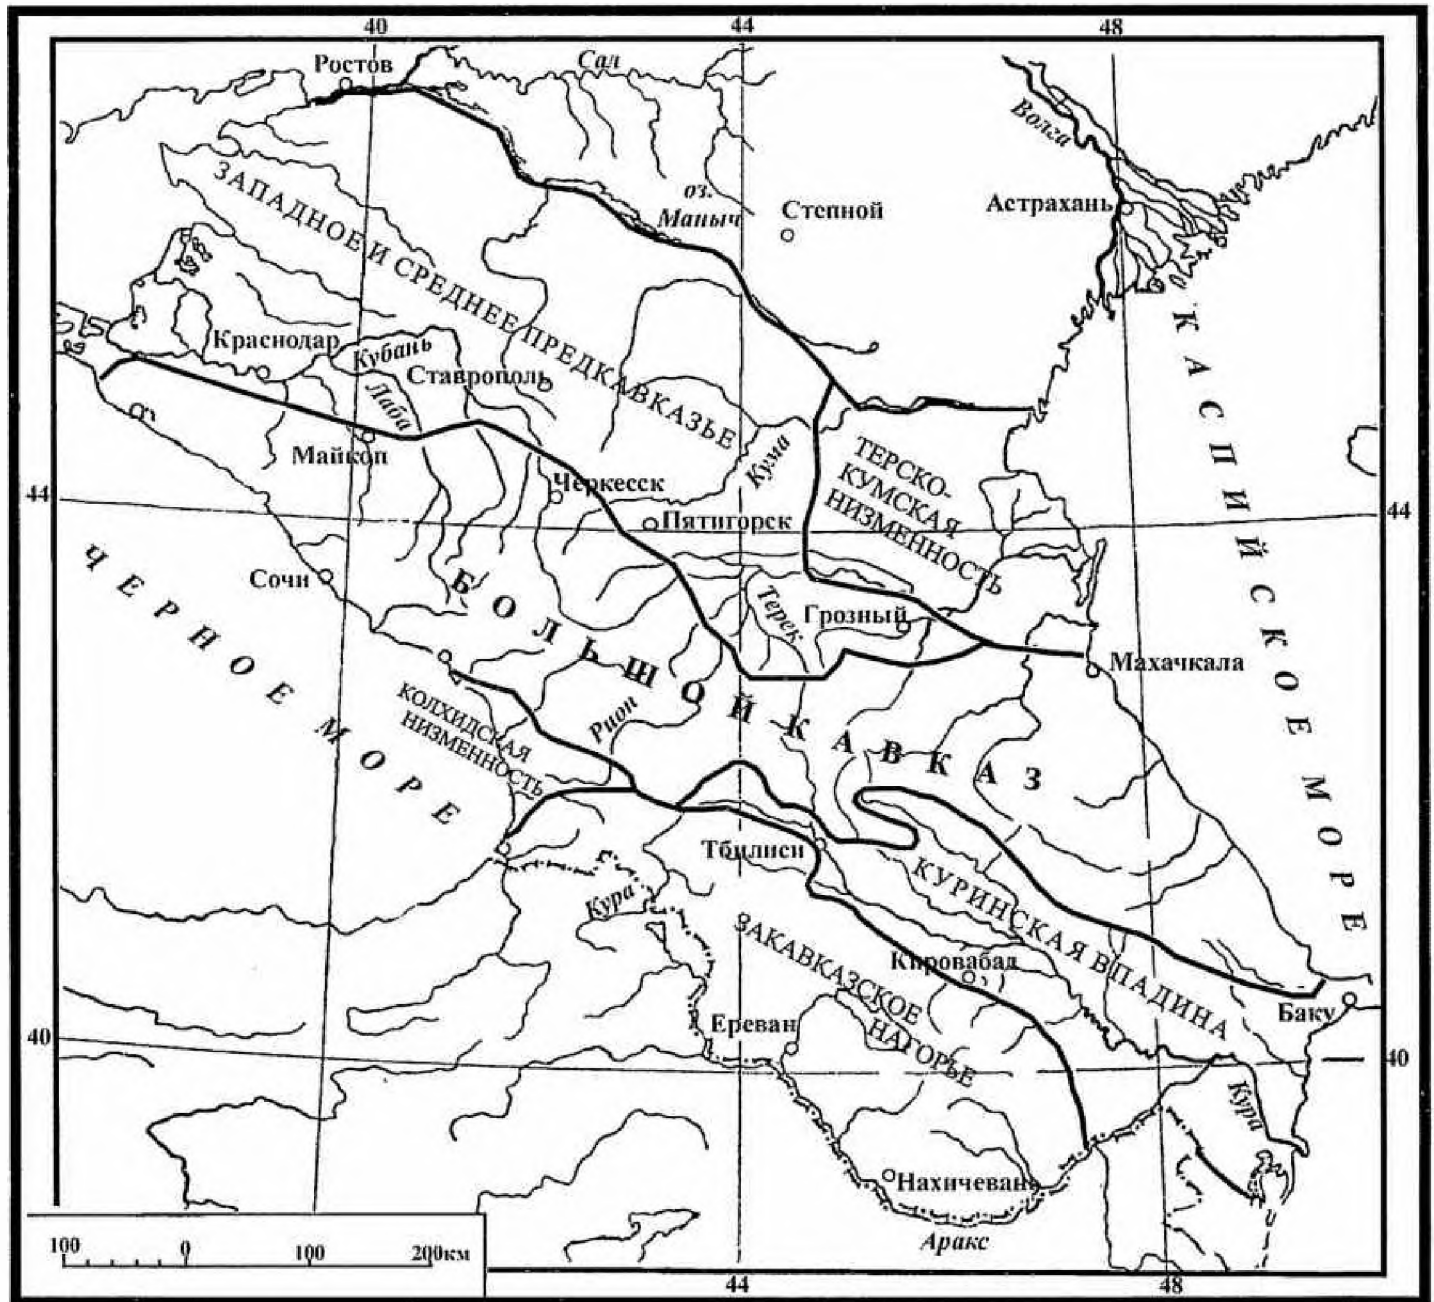 40
44
48
Ростов
Сал
Волга
оз.
Маныч
Степной
Астрахань
ЗАПАДНОЕ И СРЕДНЕЕ ПРЕДКАВКАЗЬЕ
Краснодар
Кубань
Ставрополь
Лаба
Майкоп
Кума
ТЕРСКО-
КУМСКАЯ
НИЗМЕННОСТЬ
КАСПИЙСКОЕ МОРЕ
44
44
Черкесск
Пятигорск
Сочи
ЧЕРНОЕ МОРЕ
БОЛЬШОЙ КАВКАЗ
Терек
Грозный
Махачкала
КОЛХИДСКАЯ
НИЗМЕННОСТЬ
Рион
Тбилиси
КУРИНСКАЯ ВПАДИНА
Кура
ЗАКАВКАЗСКОЕ
НАГОРЬЕ
Кировабад
Баку
Ереван
40
40
Кура
Нахичевань
Аракс
100
0
100
200км
44
48